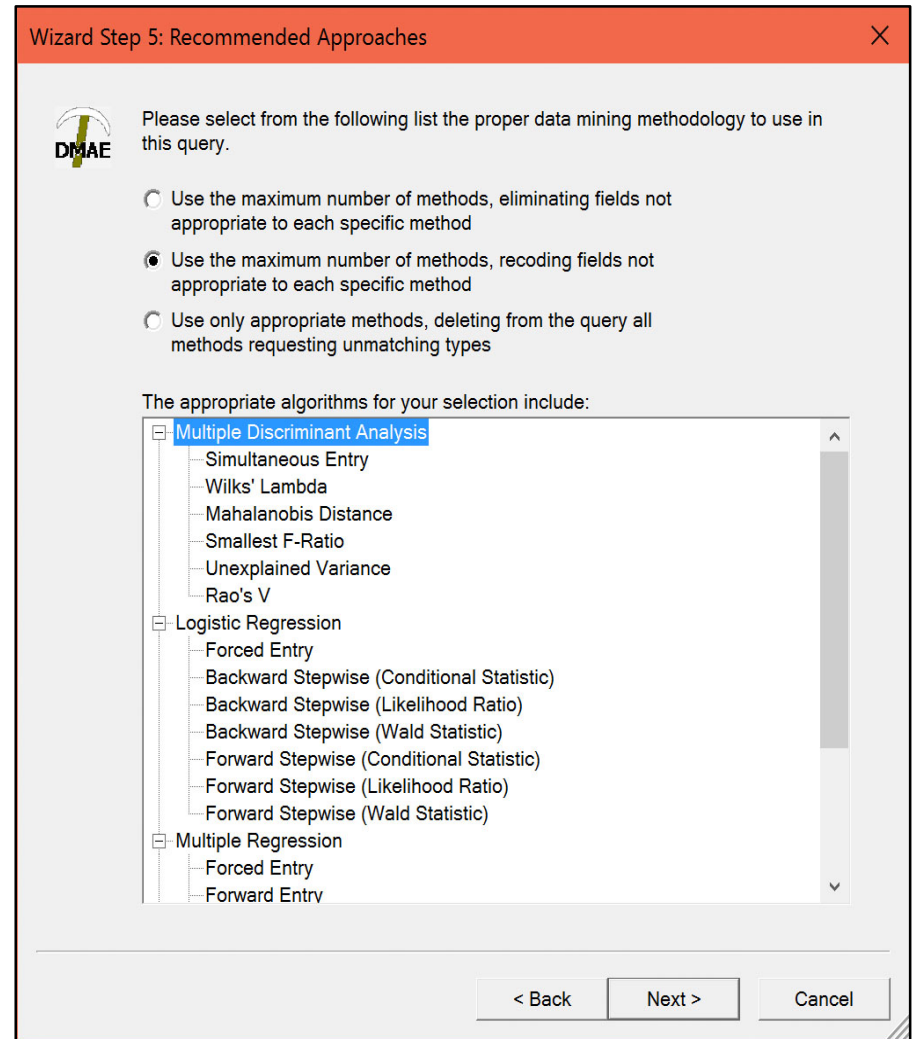 Wizard Step 5: Recommended Approaches
DMAE
Please select from the following list the proper data mining methodology to use in
this query.
Use the maximum number of methods, eliminating fields not
appropriate to each specific method
Use the maximum number of methods, recoding fields not
appropriate to each specific method
Use only appropriate methods, deleting from the query all
methods requesting unmatching types
The appropriate algorithms for your selection include:
Multiple Discriminant Analysis
Simultaneous Entry
Wilks' Lambda
Mahalanobis Distance
Smallest F-Ratio
Unexplained Variance
Rao's V
Logistic Regression
Forced Entry
Backward Stepwise (Conditional Statistic)
Backward Stepwise (Likelihood Ratio)
Backward Stepwise (Wald Statistic)
Forward Stepwise (Conditional Statistic)
Forward Stepwise (Likelihood Ratio)
Forward Stepwise (Wald Statistic)
Multiple Regression
Forced Entry
Forward Entry
< Back Next > Cancel